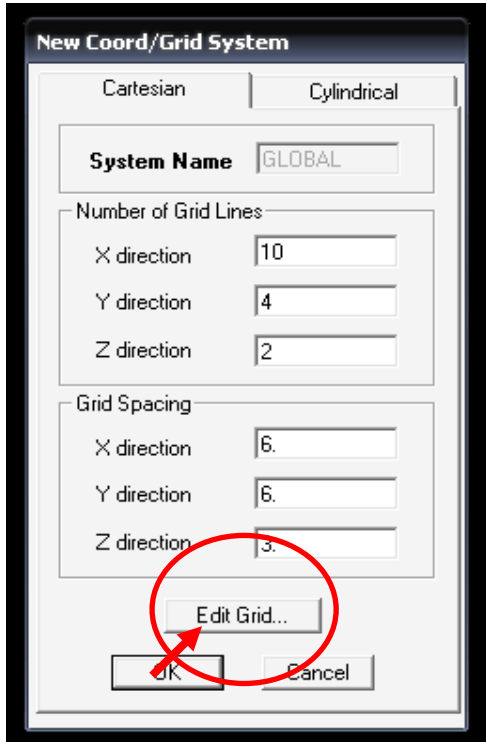 New Coord/Grid System
Cartesian Cylindrical
System Name GLOBAL
Number of Grid Lines
X direction 10
Y direction 4
Z direction 2
Grid Spacing
X direction 6.
Y direction 6.
Z direction 3.
Edit Grid...
OK Cancel